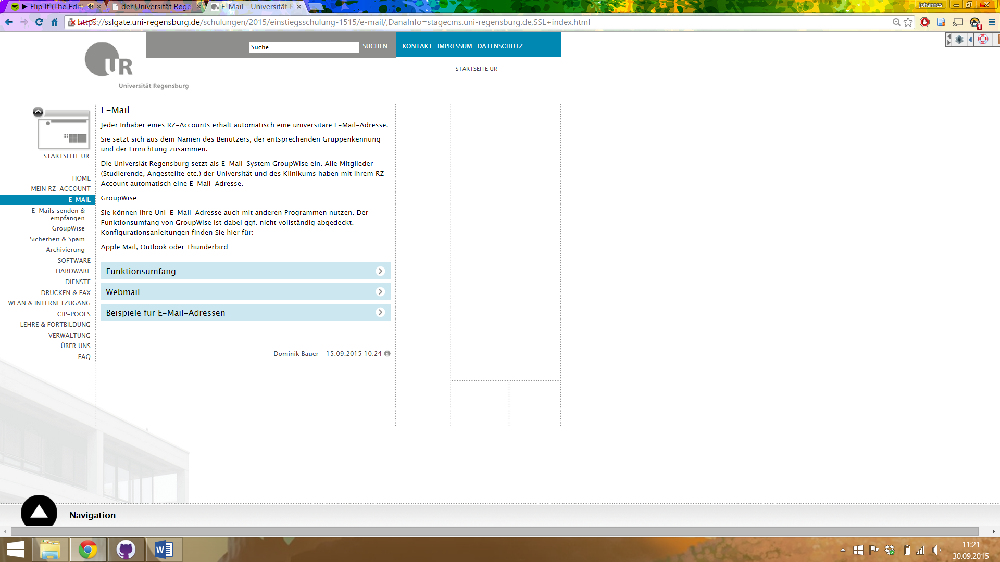 Flip It (The Edit
der Universität Rege
E-Mail - Universität F
johannes
https://sslgate.uni-regensburg.de/schulungen/2015/einstiegsschulung-1515/e-mail/,DanaInfo=stagecms.uni-regensburg.de,SSL+index.html
1
Suche
SUCHEN
KONTAKT IMPRESSUM DATENSCHUTZ
UR
STARTSEITE UR
Universität Regensburg
STARTSEITE UR
HOME
MEIN RZ-ACCOUNT
E-MAIL
E-Mails senden &
empfangen
GroupWise
Sicherheit & Spam
Archivierung
SOFTWARE
HARDWARE
DIENSTE
DRUCKEN & FAX
WLAN & INTERNETZUGANG
CIP-POOLS
LEHRE & FORTBILDUNG
VERWALTUNG
ÜBER UNS
FAQ
E-Mail
Jeder Inhaber eines RZ-Accounts erhält automatisch eine universitäre E-Mail-Adresse.
Sie setzt sich aus dem Namen des Benutzers, der entsprechenden Gruppenkennung
und der Einrichtung zusammen.
Die Universiät Regensburg setzt als E-Mail-System GroupWise ein. Alle Mitglieder
(Studierende, Angestellte etc.) der Universität und des Klinikums haben mit Ihrem RZ-
Account automatisch eine E-Mail-Adresse.
GroupWise
Sie können Ihre Uni-E-Mail-Adresse auch mit anderen Programmen nutzen. Der
Funktionsumfang von GroupWise ist dabei ggf. nicht vollständig abgedeckt.
Konfigurationsanleitungen finden Sie hier für:
Apple Mail, Outlook oder Thunderbird
Funktionsumfang
Webmail
Beispiele für E-Mail-Adressen
Dominik Bauer - 15.09.2015 10:24
Navigation
11:21
30.09.2015